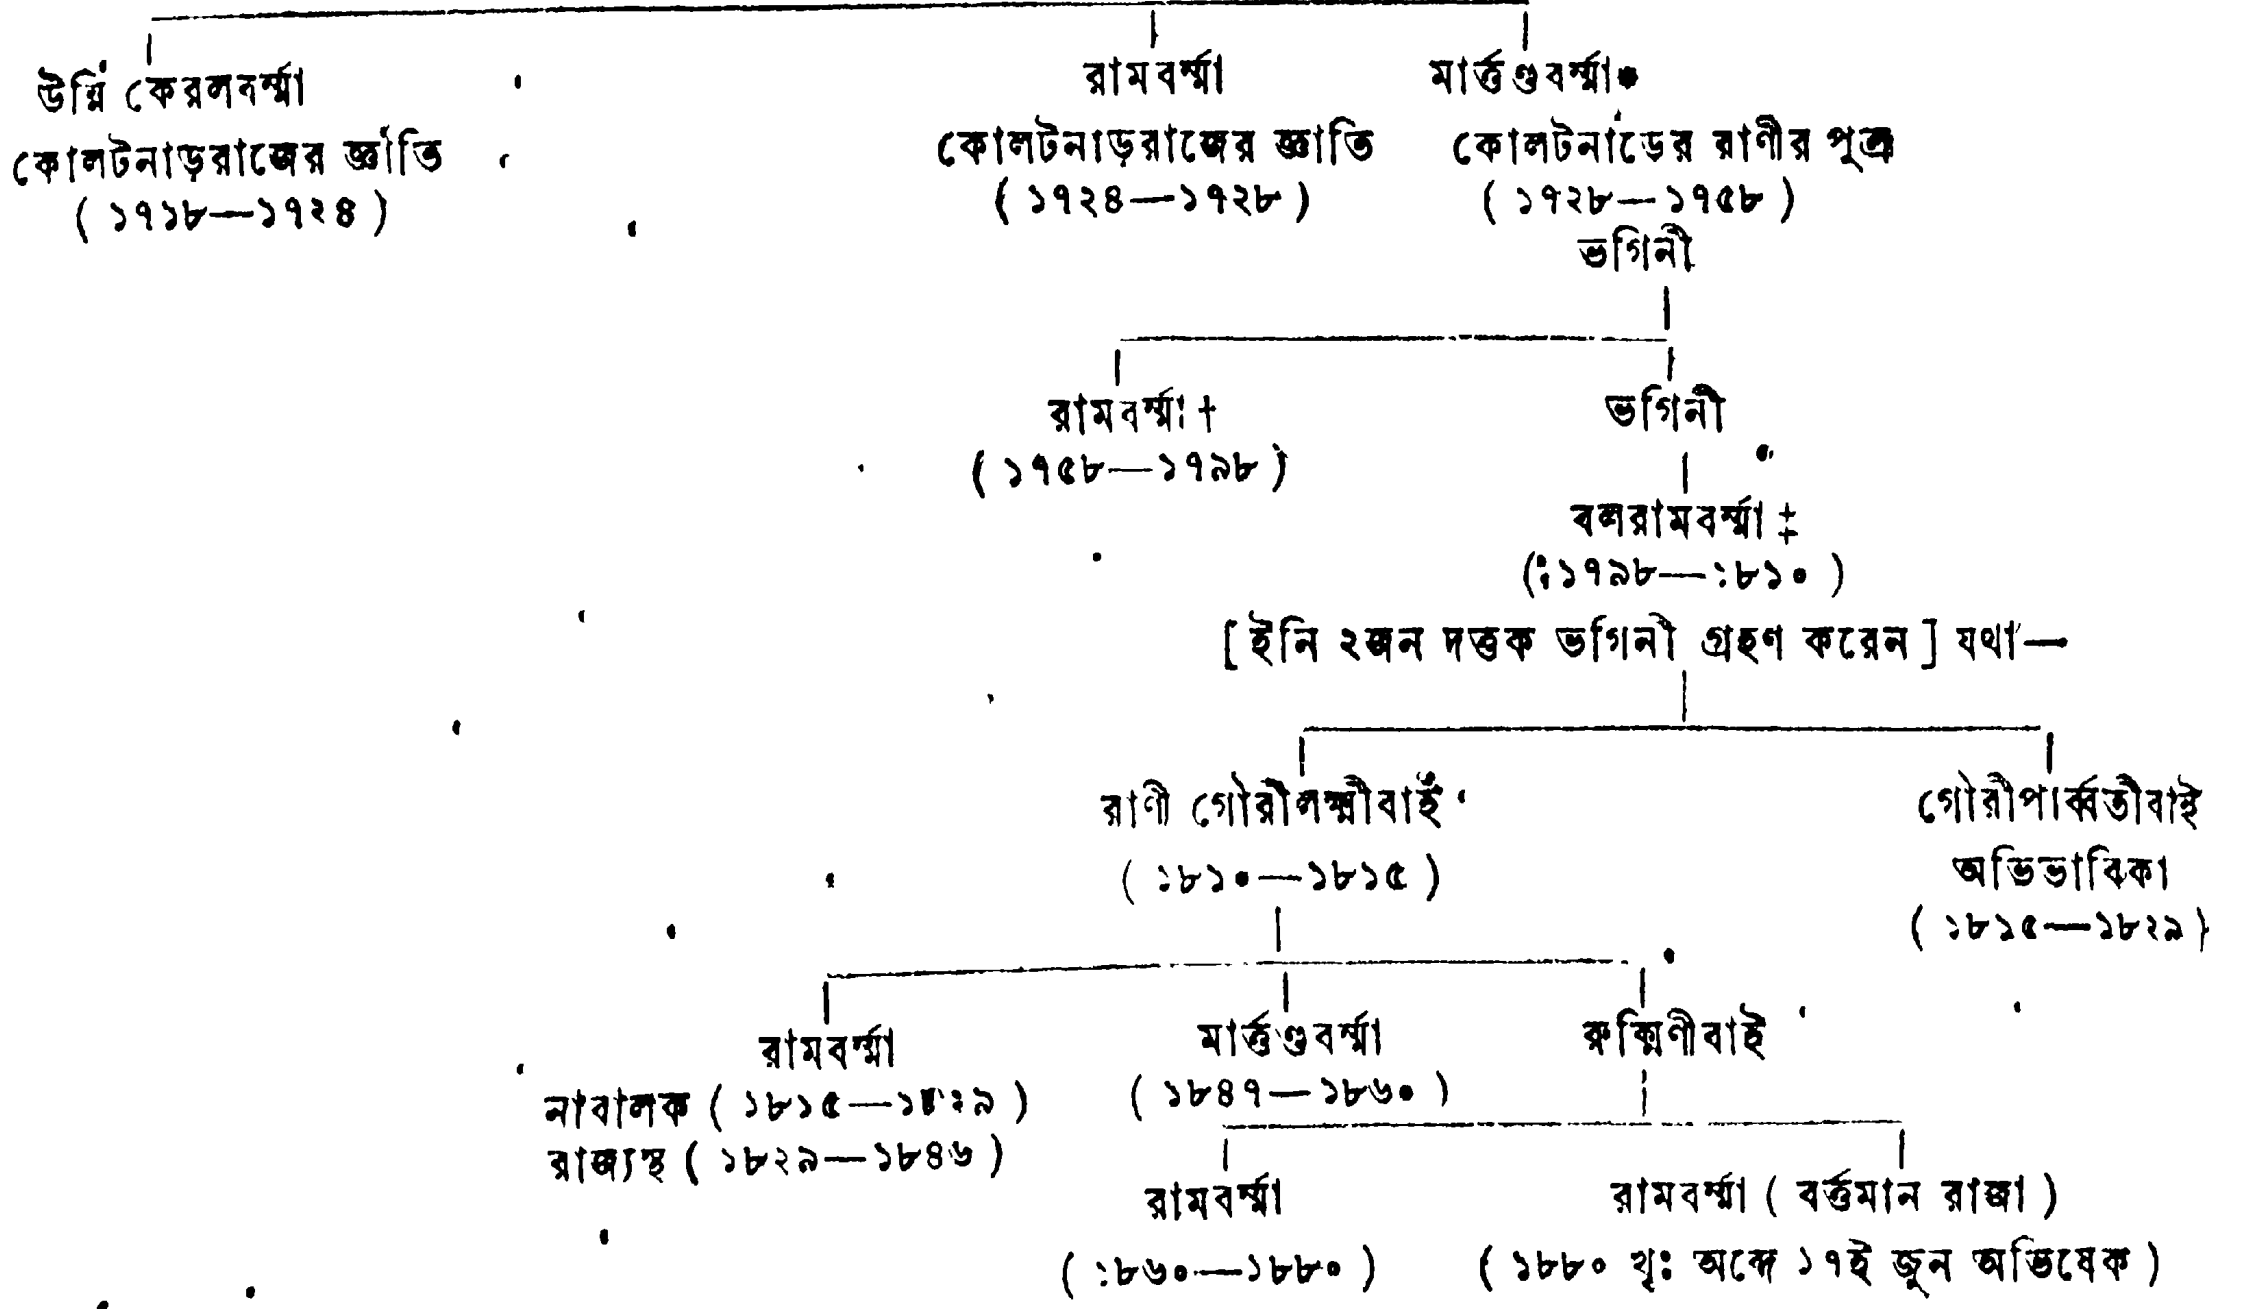 উন্নি কেরলবর্ম্মা
কোলটনাড়রাজের জ্ঞাতি
( ১৭১৮—১৭২৪ )
রামবর্ম্মা
কোলটনাড়রাজের জ্ঞাতি
( ১৭২৪—১৭২৮ )
মার্ত্তণ্ডবর্ম্মা*
কোলটনাড়ের রাণীর পুত্র
( ১৭২৮—১৭৫৮ )
ভগিনী
রামবর্ম্মা †
( ১৭৫৮—১৭৯৮ )
ভগিনী
বলরামবর্ম্মা ‡
( ১৭৯৮—১৮১০ )
[ ইনি ২জন দত্তক ভগিনী গ্রহণ করেন ] যথা—
রাণী গৌরীলক্ষ্মীবাই
( ১৮১০—১৮১৫ )
গৌরীপার্ব্বতীবাই
অভিভাবিকা
( ১৮১৫—১৮২৯ )
রামবর্ম্মা
নাবালক ( ১৮১৫—১৮২৯ )
রাজ্যস্থ ( ১৮২৯—১৮৪৬ )
মার্ত্তণ্ডবর্ম্মা
( ১৮৪৭—১৮৬০ )
রুক্মিণীবাই
রামবর্ম্মা
( ১৮৬০—১৮৮০ )
রামবর্ম্মা ( বর্ত্তমান রাজা )
( ১৮৮০ খৃঃ অব্দে ১৭ই জুন অভিষেক )